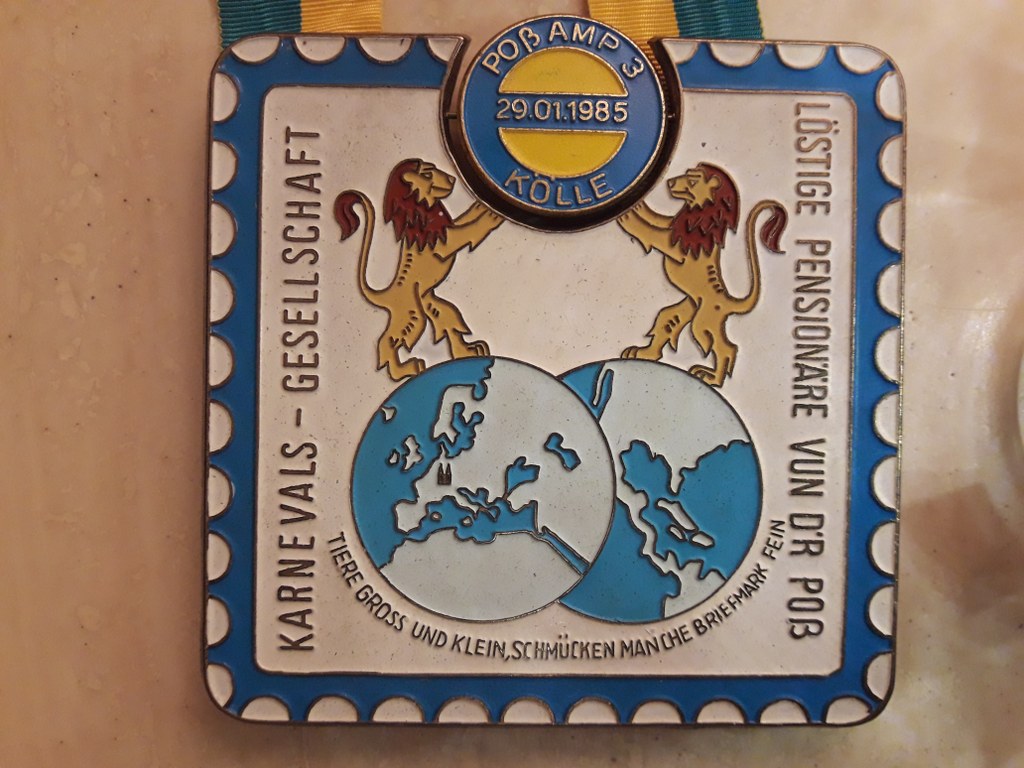 POß AMP 3
29.01.1985
KÖLLE
KARNEVALS - GESELLSCHAFT
LÖSTIGE PENSIONÄRE VUN D'R POß
TIERE GROSS UND KLEIN, SCHMÜCKEN MANCHE BRIEFMARK FEIN